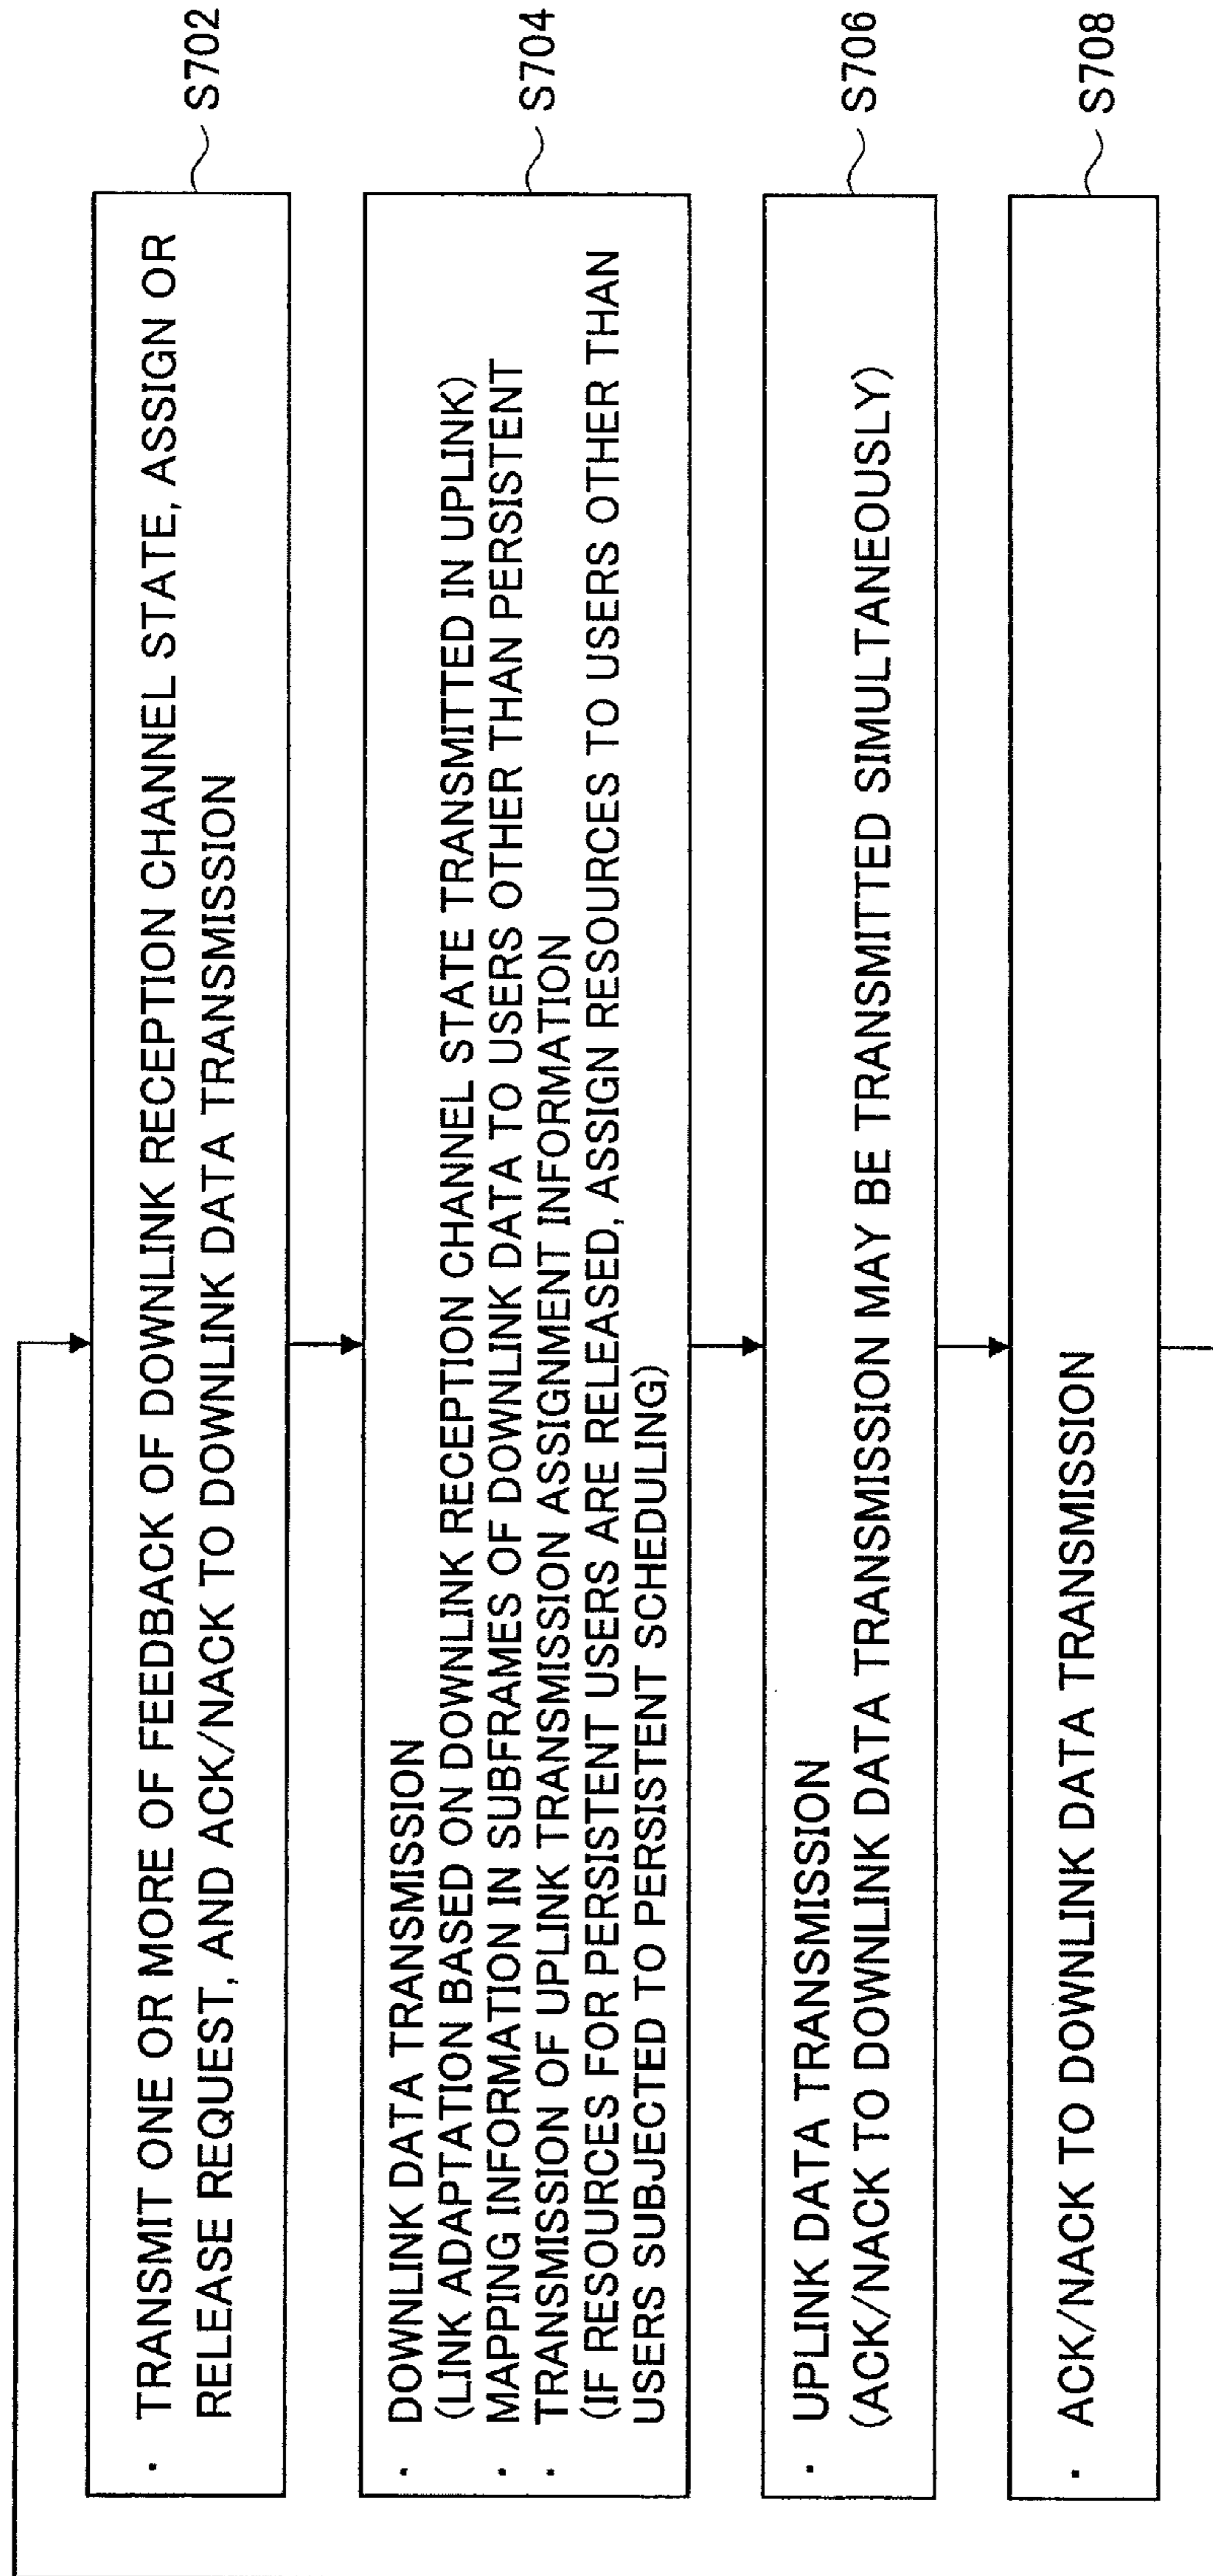 · TRANSMIT ONE OR MORE OF FEEDBACK OF DOWNLINK RECEPTION CHANNEL STATE, ASSIGN OR
RELEASE REQUEST, AND ACK/NACK TO DOWNLINK DATA TRANSMISSION
S702
· DOWNLINK DATA TRANSMISSION
(LINK ADAPTATION BASED ON DOWNLINK RECEPTION CHANNEL STATE TRANSMITTED IN UPLINK)
· MAPPING INFORMATION IN SUBFRAMES OF DOWNLINK DATA TO USERS OTHER THAN PERSISTENT
· TRANSMISSION OF UPLINK TRANSMISSION ASSIGNMENT INFORMATION
(IF RESOURCES FOR PERSISTENT USERS ARE RELEASED, ASSIGN RESOURCES TO USERS OTHER THAN
USERS SUBJECTED TO PERSISTENT SCHEDULING)
S704
· UPLINK DATA TRANSMISSION
(ACK/NACK TO DOWNLINK DATA TRANSMISSION MAY BE TRANSMITTED SIMULTANEOUSLY)
S706
· ACK/NACK TO DOWNLINK DATA TRANSMISSION
S708